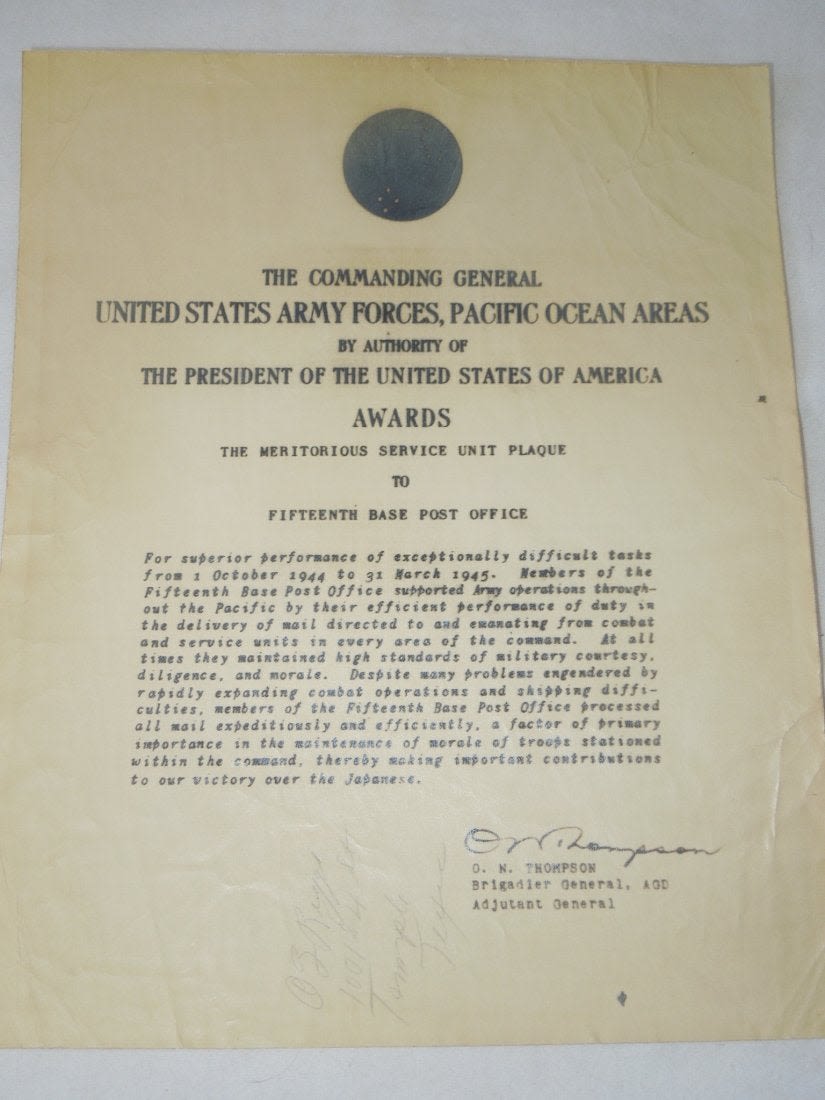 THE COMMANDING GENERAL
UNITED STATES ARMY FORCES, PACIFIC OCEAN AREAS
BY AUTHORITY OF
THE PRESIDENT OF THE UNITED STATES OF AMERICA
AWARDS
THE MERITORIOUS SERVICE UNIT PLAQUE
TO
FIFTEENTH BASE POST OFFICE
For superior performance of exceptionally difficult tasks
from 1 October 1944 to 31 March 1945. Members of the
Fifteenth Base Post Office supported Army operations through-
out the Pacific by their efficient performance of duty in
the delivery of mail directed to and emanating from combat
and service units in every area of the command. At all
times they maintained high standards of military courtesy,
diligence, and morale. Despite many problems engendered by
rapidly expanding combat operations and shipping diffi-
culties, members of the Fifteenth Base Post Office processed
all mail expeditiously and efficiently, a factor of primary
importance in the maintenance of morale of troops stationed
within the command, thereby making important contributions
to our victory over the Japanese.
O N Thompson
O. N. THOMPSON
Brigadier General, AGD
Adjutant General
Temple